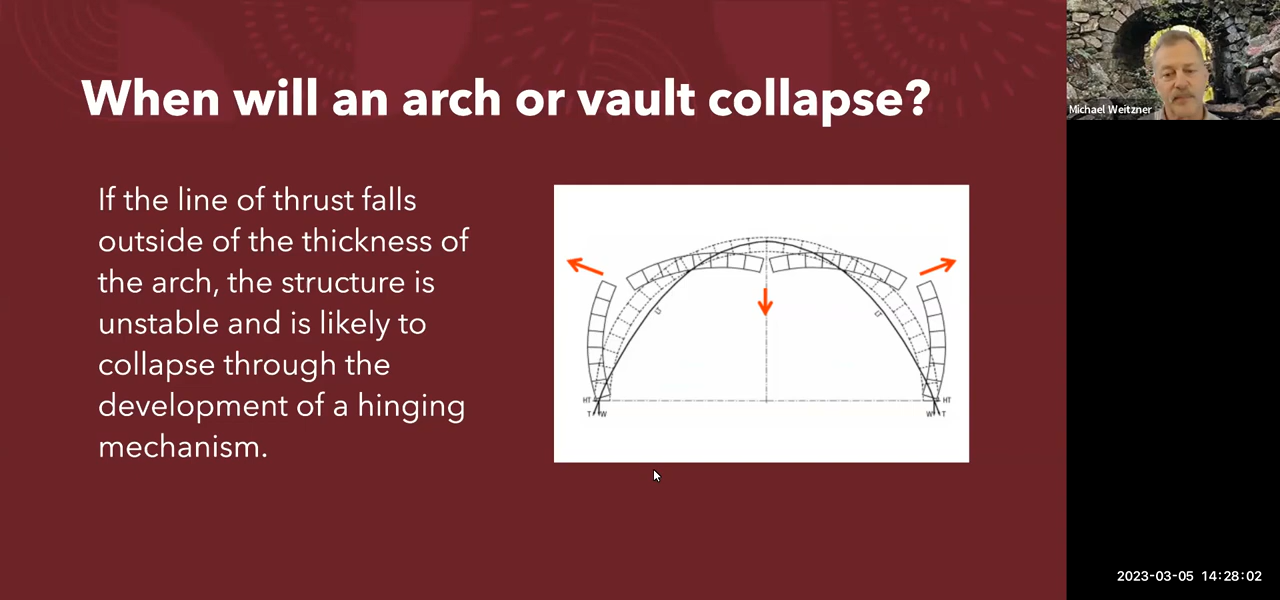 When will an arch or vault collapse?
Michael Weitzner
If the line of thrust falls
outside of the thickness of
the arch, the structure is
unstable and is likely to
collapse through the
development of a hinging
mechanism.
HT HT
T W W T
2023-03-05 14:28:02